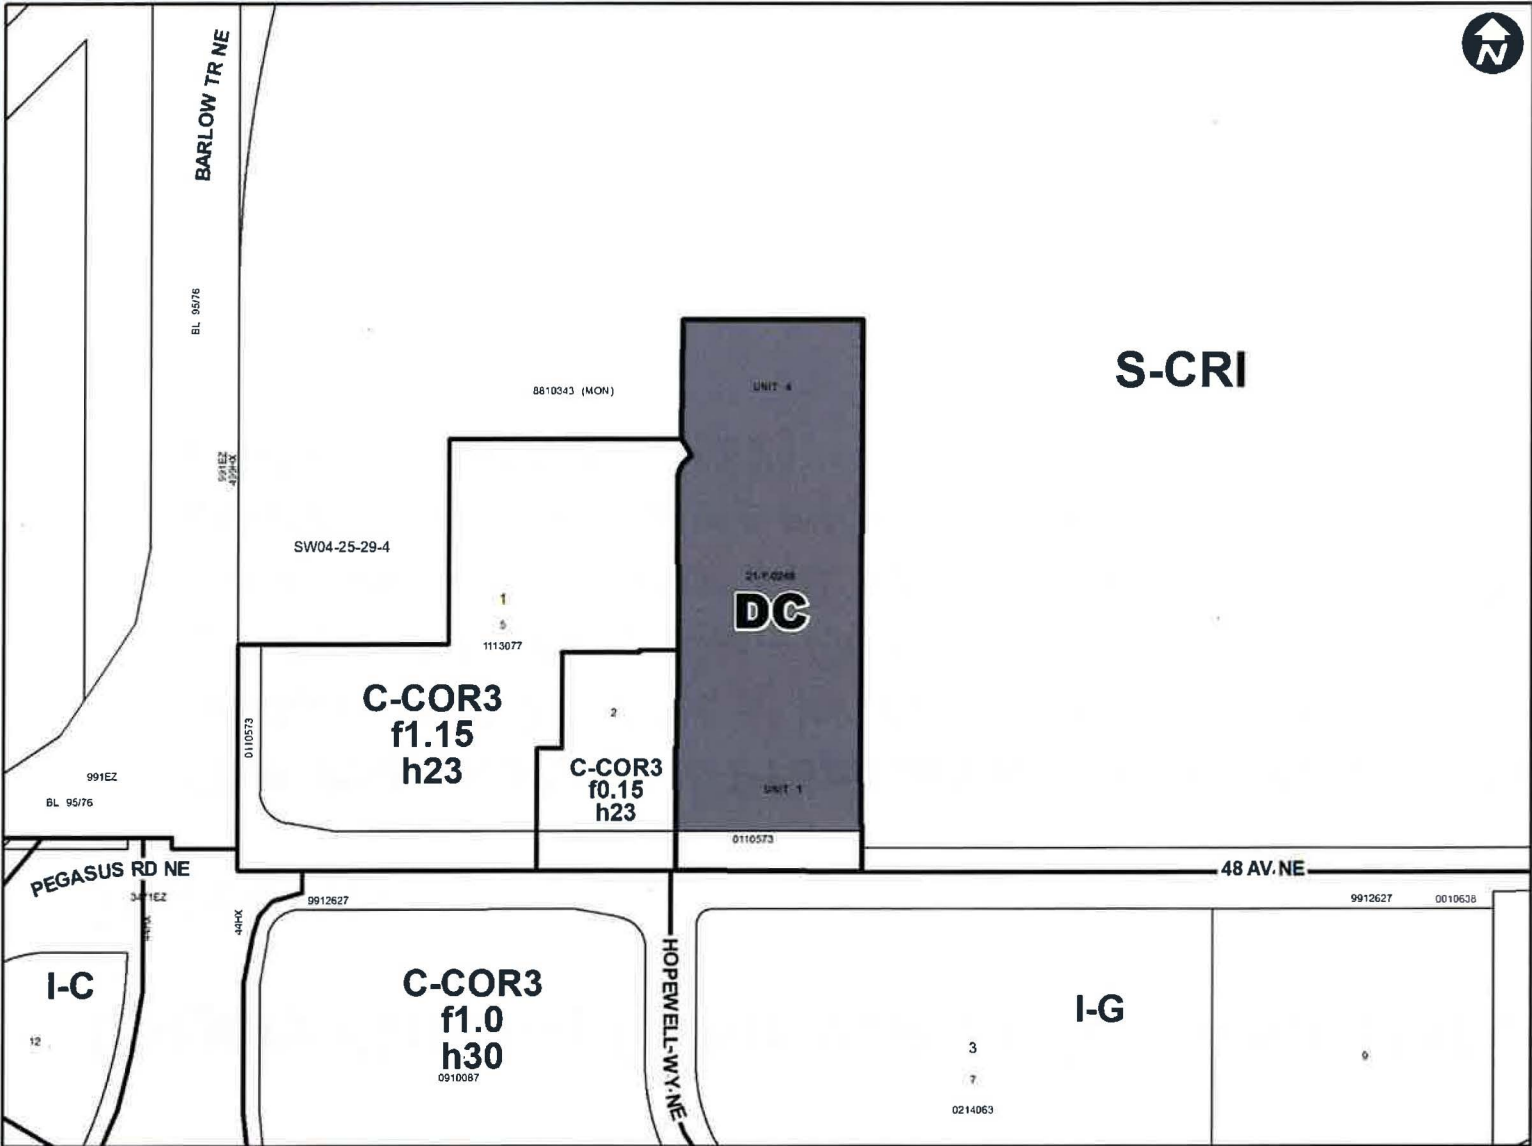 N
BARLOW TR NE
BL 95/76
8810343 (MON)
UNIT 4
S-CRI
991EZ
SW04-25-29-4
1
5
1113077
DC
C-COR3
f1.15
h23
2
0110573
C-COR3
f0.15
h23
UNIT 1
991EZ
BL 95/76
0110573
PEGASUS RD NE
48 AV. NE
44HX
44HX
9912627
9912627
0010638
I-C
12
C-COR3
f1.0
h30
0910087
HOPEWELL WY NE
I-G
3
7
0214063
9